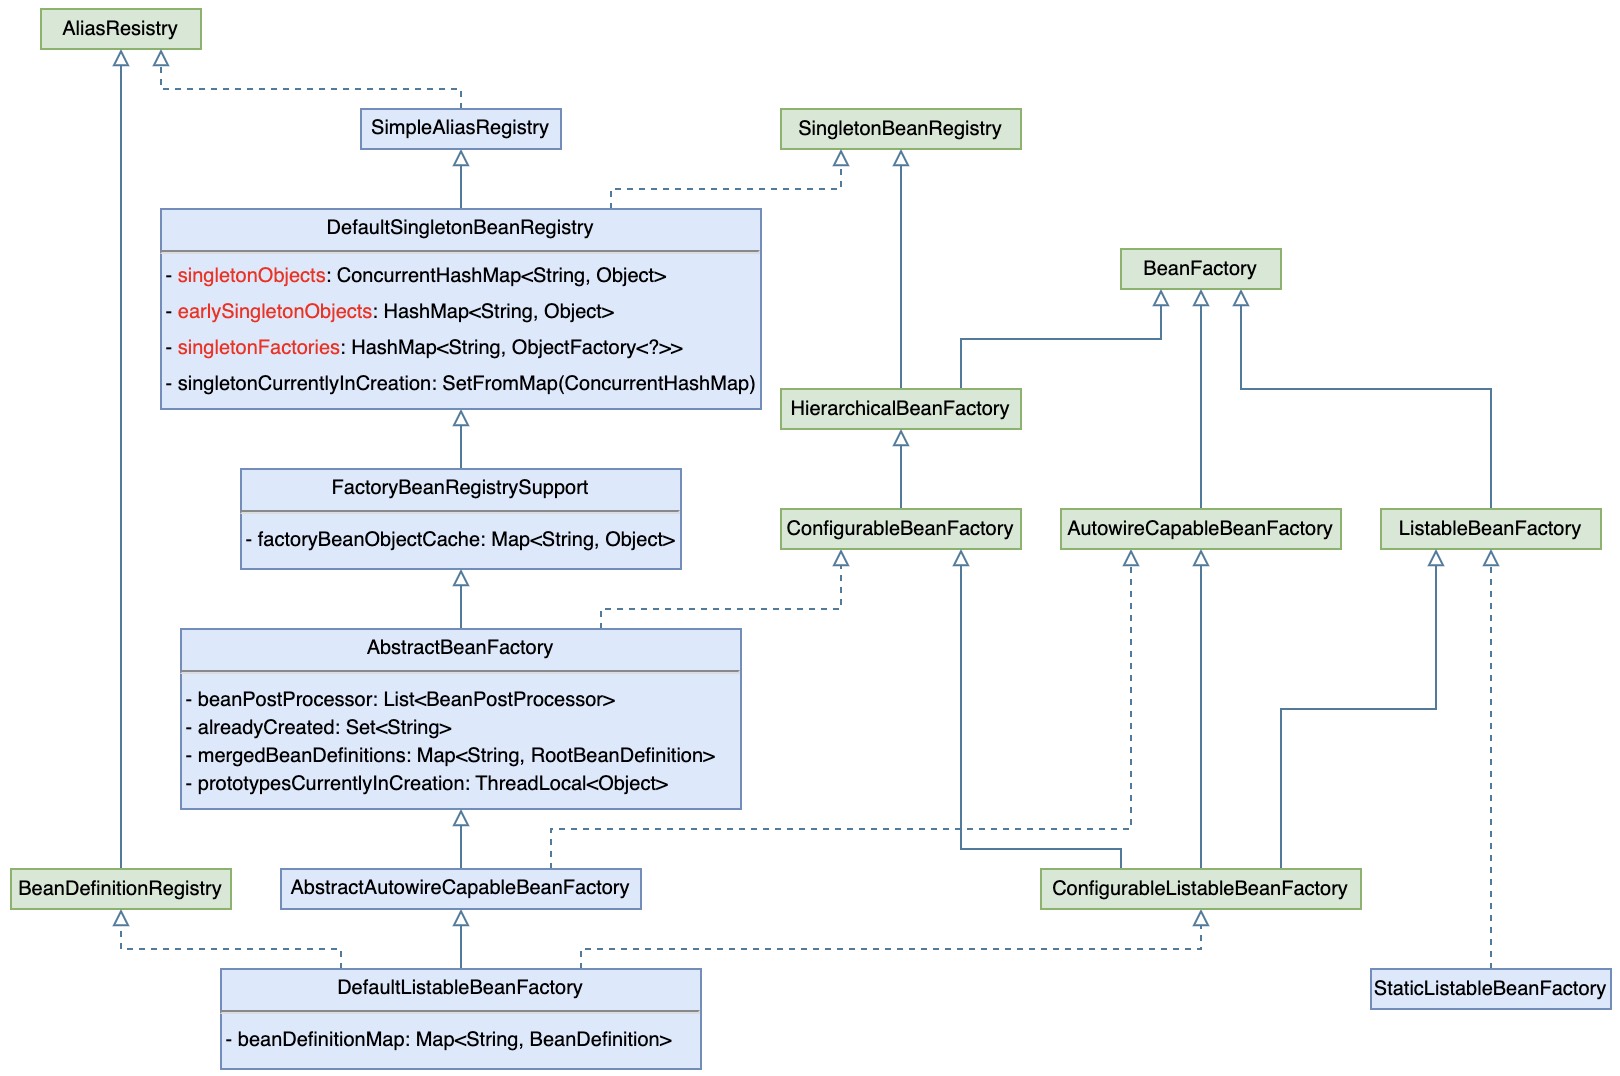 AliasResistry
SimpleAliasRegistry
SingletonBeanRegistry
DefaultSingletonBeanRegistry
- singletonObjects: ConcurrentHashMap<String, Object>
- earlySingletonObjects: HashMap<String, Object>
- singletonFactories: HashMap<String, ObjectFactory<?>>
- singletonCurrentlyInCreation: SetFromMap(ConcurrentHashMap)
BeanFactory
HierarchicalBeanFactory
FactoryBeanRegistrySupport
- factoryBeanObjectCache: Map<String, Object>
ConfigurableBeanFactory
AutowireCapableBeanFactory
ListableBeanFactory
AbstractBeanFactory
- beanPostProcessor: List<BeanPostProcessor>
- alreadyCreated: Set<String>
- mergedBeanDefinitions: Map<String, RootBeanDefinition>
- prototypesCurrentlyInCreation: ThreadLocal<Object>
BeanDefinitionRegistry
AbstractAutowireCapableBeanFactory
ConfigurableListableBeanFactory
DefaultListableBeanFactory
- beanDefinitionMap: Map<String, BeanDefinition>
StaticListableBeanFactory